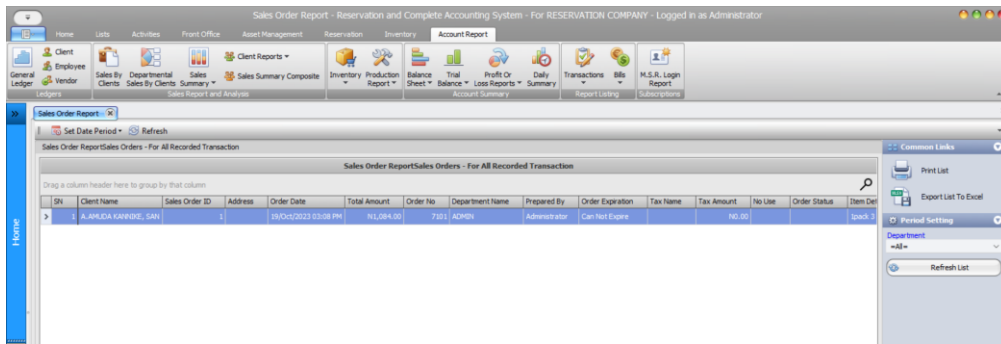 Sales Order Report - Reservation and Complete Accounting System - For RESERVATION COMPANY - Logged in as Administrator
Home Lists Activities Front Office Asset Management Reservation Inventory Account Report
General Ledger
Client
Employee
Vendor
Sales By Clients
Departmental Sales By Clients
Sales Summary
Client Reports
Sales Summary Composite
Inventory
Production Report
Balance Sheet
Trial Balance
Profit Or Loss Reports
Daily Summary
Transactions
Bills
M.S.R. Login Report
Ledgers Sales Report and Analysis Account Summary Report Listing Subscriptions
Sales Order Report
Set Date Period Refresh
Sales Order ReportSales Orders - For All Recorded Transaction
Sales Order ReportSales Orders - For All Recorded Transaction
Drag a column header here to group by that column
SN Client Name Sales Order ID Address Order Date Total Amount Order No Department Name Prepared By Order Expiration Tax Name Tax Amount No Use Order Status Item Del
1 A.AMUDA KANNIKE, SAN 1 19/Oct/2023 03:08 PM N1,084.00 7101 ADMIN Administrator Can Not Expire N0.00 1pack 3
Home
Common Links
Print List
Export List To Excel
Period Setting
Department
=All=
Refresh List